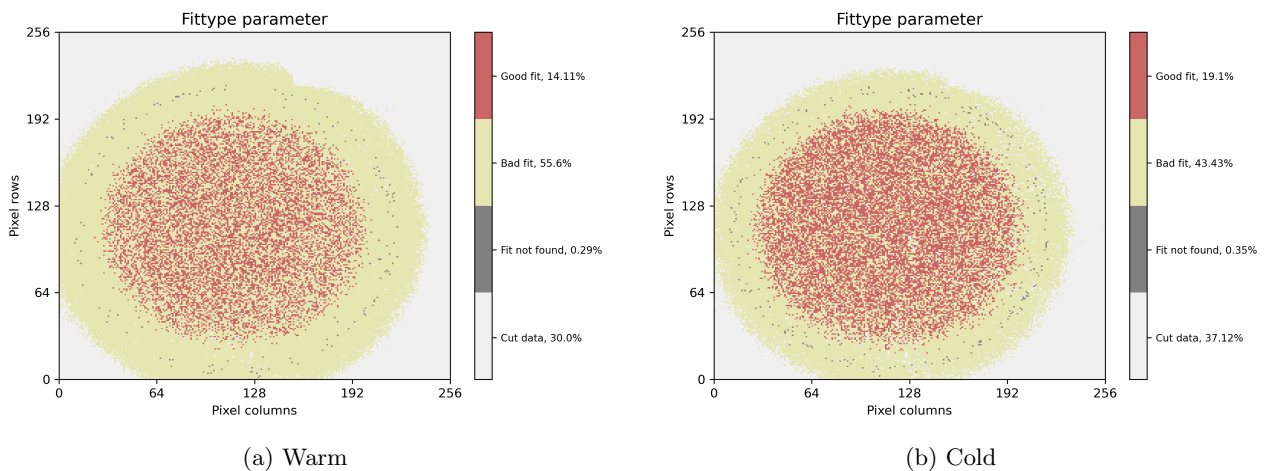 Fittype parameter
256
192
128
64
0
Pixel rows
0
64
128
192
256
Pixel columns
Good fit, 14.11%
Bad fit, 55.6%
Fit not found, 0.29%
Cut data, 30.0%
(a) Warm
Fittype parameter
256
192
128
64
0
Pixel rows
0
64
128
192
256
Pixel columns
Good fit, 19.1%
Bad fit, 43.43%
Fit not found, 0.35%
Cut data, 37.12%
(b) Cold